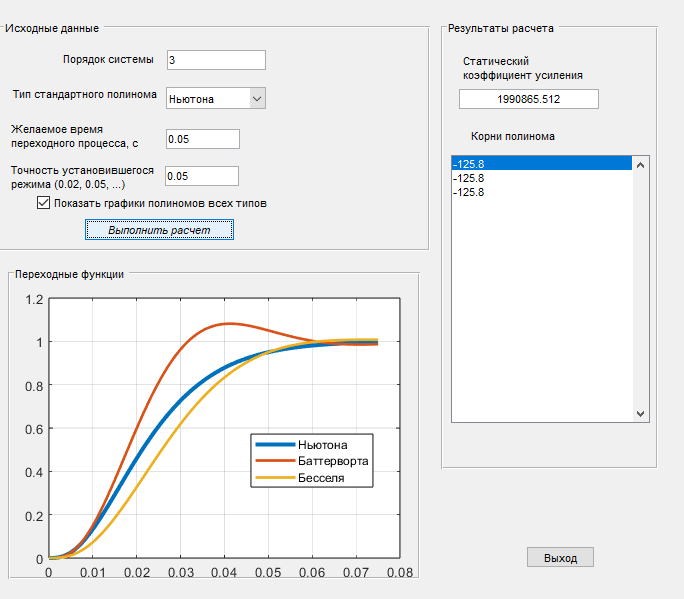 Исходные данные
Порядок системы
3
Тип стандартного полинома
Ньютона
Желаемое время
переходного процесса, с
0.05
Точность установившегося
режима (0.02, 0.05, ...)
0.05
Показать графики полиномов всех типов
Выполнить расчет
Результаты расчета
Статический
коэффициент усиления
1990865.512
Корни полинома
-125.8
-125.8
-125.8
Переходные функции
1.2
1
0.8
0.6
0.4
0.2
0
0 0.01 0.02 0.03 0.04 0.05 0.06 0.07 0.08
Ньютона
Баттерворта
Бесселя
Выход